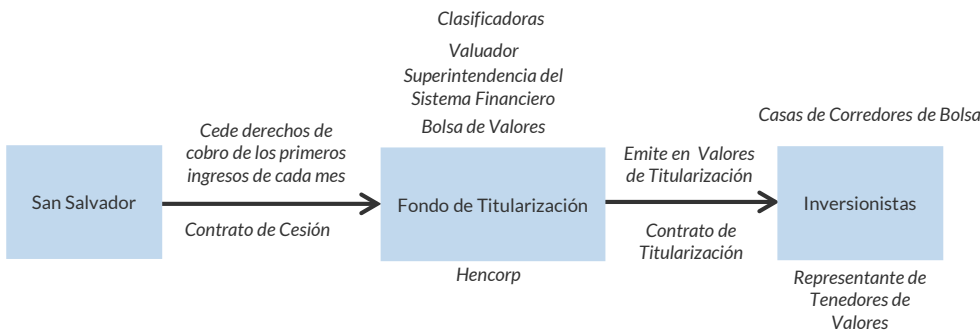 Clasificadoras
Valuador
Superintendencia del
Sistema Financiero
Bolsa de Valores
Casas de Corredores de Bolsa
Cede derechos de
cobro de los primeros
ingresos de cada mes
Emite en Valores
de Titularización
San Salvador
Fondo de Titularización
Inversionistas
Contrato de Cesión
Contrato de
Titularización
Hencorp
Representante de
Tenedores de
Valores